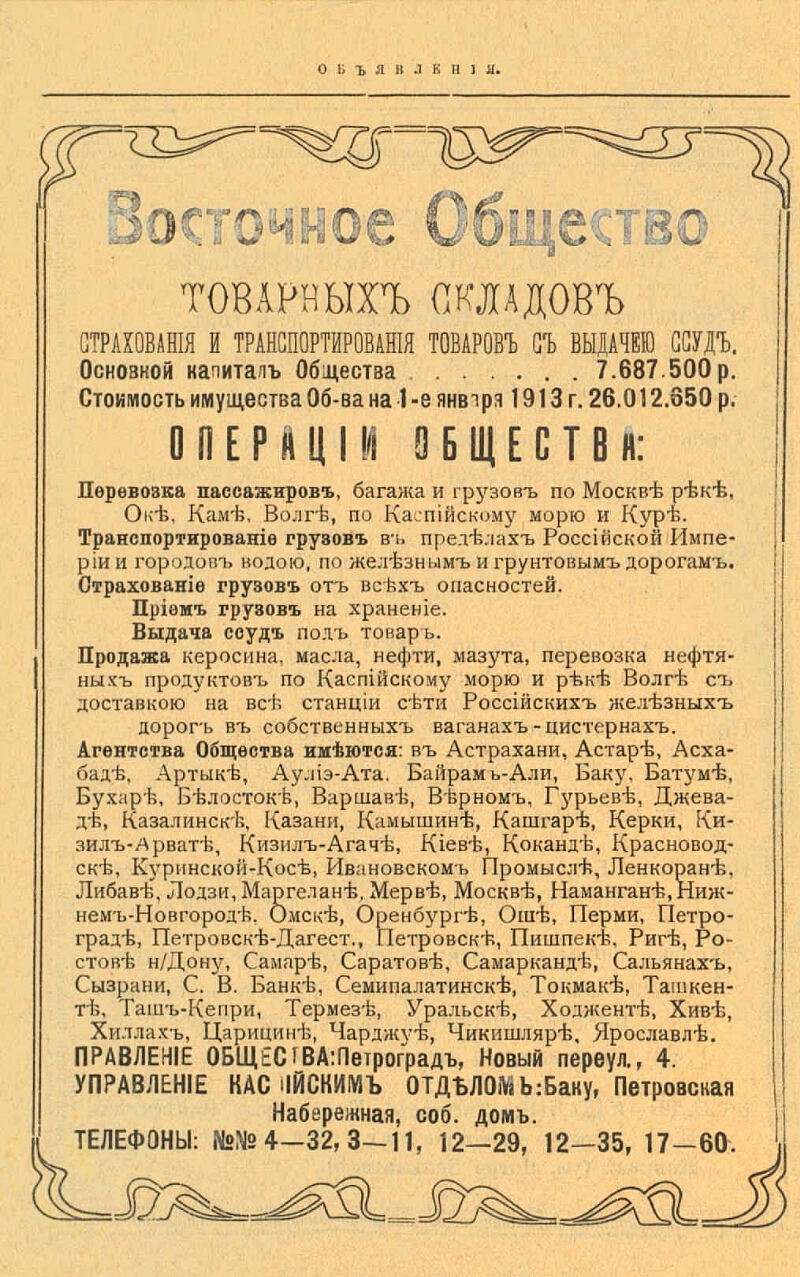 ОБЪЯВЛЕНІЯ.
Восточное Общество
ТОВАРНЫХЪ СКЛАДОВЪ
СТРАХОВАНІЯ И ТРАНСПОРТИРОВАНІЯ ТОВАРОВЪ СЪ ВЫДАЧЕЮ ССУДЪ.
Основной капиталъ Общества . . . . . . . 7.687.500 р.
Стоимость имущества Об-ва на 1-е января 1913 г. 26.012.650 р.
ОПЕРАЦІИ ОБЩЕСТВА:
Перевозка пассажировъ, багажа и грузовъ по Москвѣ рѣкѣ,
Окѣ, Камѣ, Волгѣ, по Каспійскому морю и Курѣ.
Транспортированіе грузовъ въ предѣлахъ Россійской Импе-
ріи и городовъ водою, по желѣзнымъ и грунтовымъ дорогамъ.
Страхованіе грузовъ отъ всѣхъ опасностей.
Пріемъ грузовъ на храненіе.
Выдача ссудъ подъ товаръ.
Продажа керосина, масла, нефти, мазута, перевозка нефтя-
ныхъ продуктовъ по Каспійскому морю и рѣкѣ Волгѣ съ
доставкою на всѣ станціи сѣти Россійскихъ желѣзныхъ
дорогъ въ собственныхъ ваганахъ-цистернахъ.
Агентства Общества имѣются: въ Астрахани, Астарѣ, Асха-
бадѣ, Артыкѣ, Ауліэ-Ата, Байрамъ-Али, Баку, Батумѣ,
Бухарѣ, Бѣлостокѣ, Варшавѣ, Вѣрномъ, Гурьевѣ, Джева-
дѣ, Казалинскѣ, Казани, Камышинѣ, Кашгарѣ, Керки, Ки-
зилъ-Арватѣ, Кизилъ-Агачѣ, Кіевѣ, Кокандѣ, Красновод-
скѣ, Куринской-Косѣ, Ивановскомъ Промыслѣ, Ленкоранѣ,
Либавѣ, Лодзи, Маргеланѣ, Мервѣ, Москвѣ, Наманганѣ, Ниж-
немъ-Новгородѣ, Омскѣ, Оренбургѣ, Ошѣ, Перми, Петро-
градѣ, Петровскѣ-Дагест., Петровскѣ, Пишпекѣ, Ригѣ, Ро-
стовѣ н/Дону, Самарѣ, Саратовѣ, Самаркандѣ, Сальянахъ,
Сызрани, С. В. Банкѣ, Семипалатинскѣ, Токмакѣ, Ташкен-
тѣ, Ташъ-Кепри, Термезѣ, Уральскѣ, Ходжентѣ, Хивѣ,
Хиллахъ, Царицинѣ, Чарджуѣ, Чикишлярѣ, Ярославлѣ.
ПРАВЛЕНІЕ ОБЩЕСТВА: Петроградъ, Новый переул., 4.
УПРАВЛЕНІЕ КАСПІЙСКИМЪ ОТДѢЛОМЪ: Баку, Петровская
Набережная, соб. домъ.
ТЕЛЕФОНЫ: №№ 4—32, 3—11, 12—29, 12—35, 17—60.